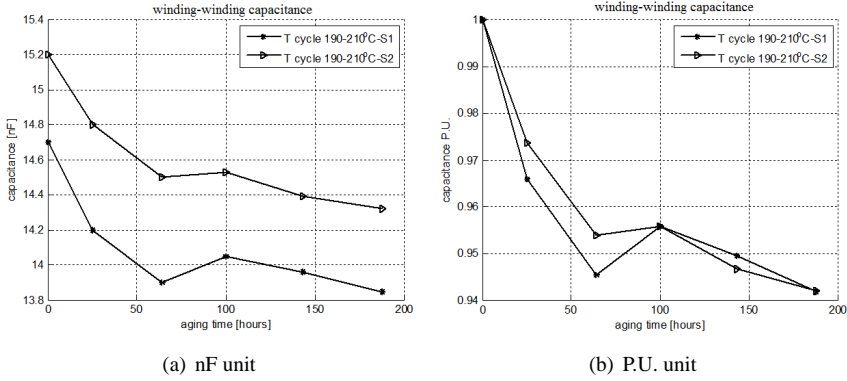 winding-winding capacitance
15.4
15.2
15
14.8
14.6
14.4
14.2
14
13.8
capacitance [nF]
T cycle 190-210⁰C-S1
T cycle 190-210⁰C-S2
0 50 100 150 200
aging time [hours]
(a) nF unit
winding-winding capacitance
1
0.99
0.98
0.97
0.96
0.95
0.94
capacitance P.U.
T cycle 190-210⁰C-S1
T cycle 190-210⁰C-S2
0 50 100 150 200
aging time [hours]
(b) P.U. unit